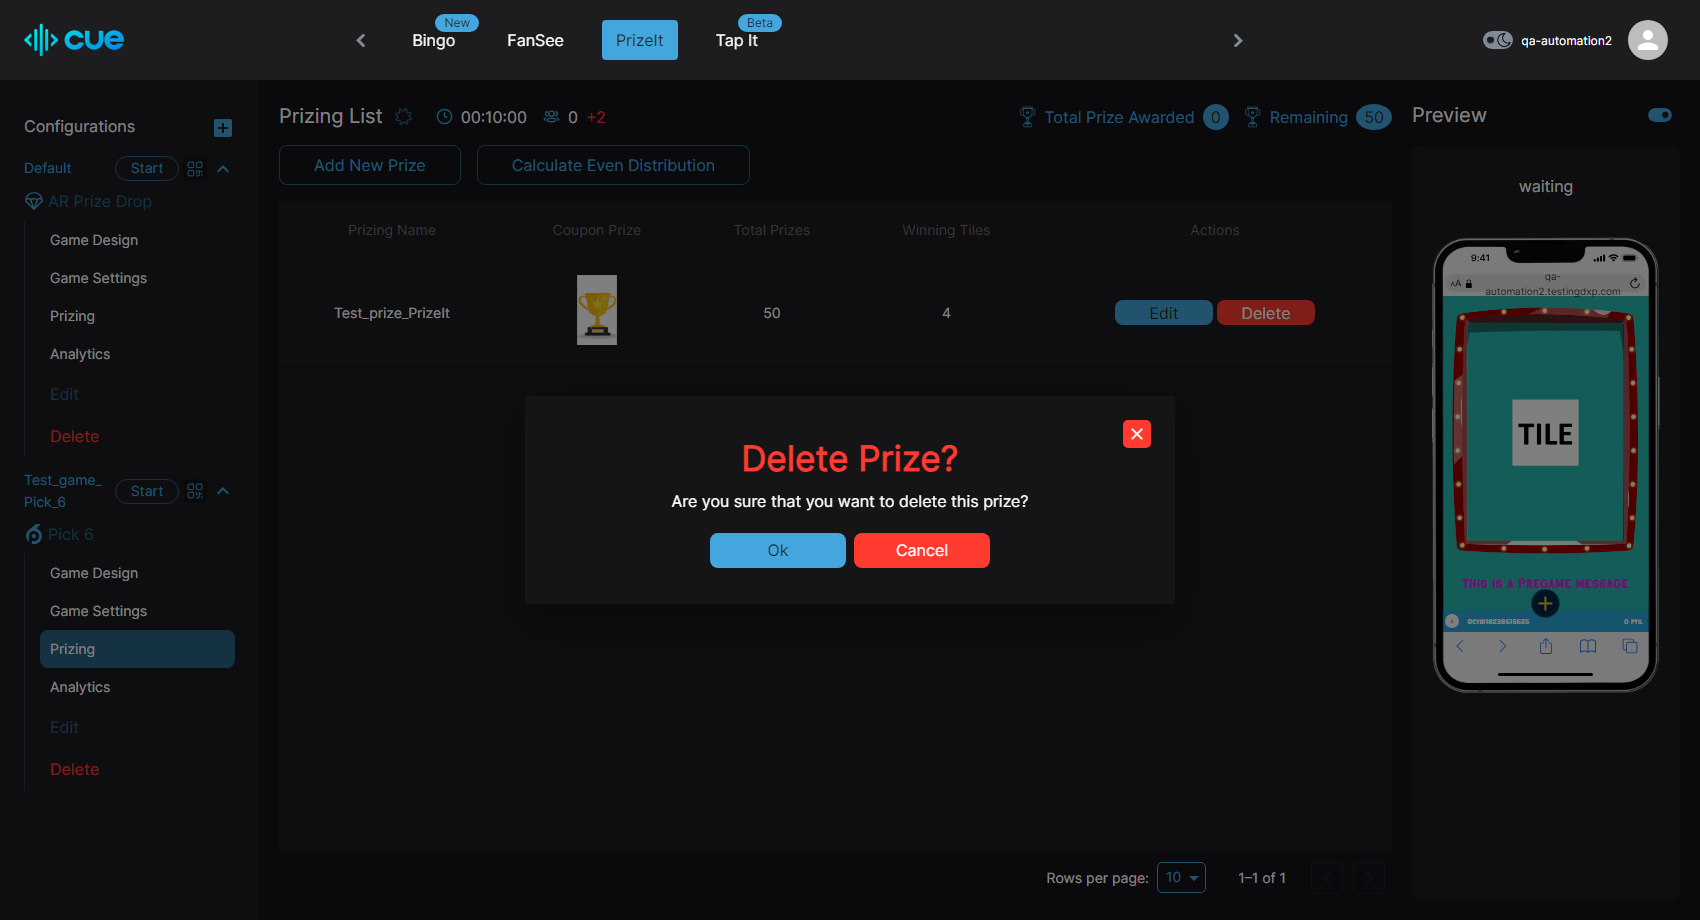 cue
New
Bingo
FanSee
PrizeIt
Beta
Tap It
qa-automation2
Configurations
Default
Start
AR Prize Drop
Game Design
Game Settings
Prizing
Analytics
Edit
Delete
Test_game_
Pick_6
Start
Pick 6
Game Design
Game Settings
Prizing
Analytics
Edit
Delete
Prizing List
00:10:00
0 +2
Total Prize Awarded 0
Remaining 50
Add New Prize
Calculate Even Distribution
Prizing Name Coupon Prize Total Prizes Winning Tiles Actions
Test_prize_PrizeIt 50 4 Edit Delete
Delete Prize?
Are you sure that you want to delete this prize?
Ok
Cancel
Rows per page: 10 1–1 of 1
Preview
waiting
9:41
AA
qa-
automation2.testingdxp.com
TILE
This is a Pregame message
0 PTS.